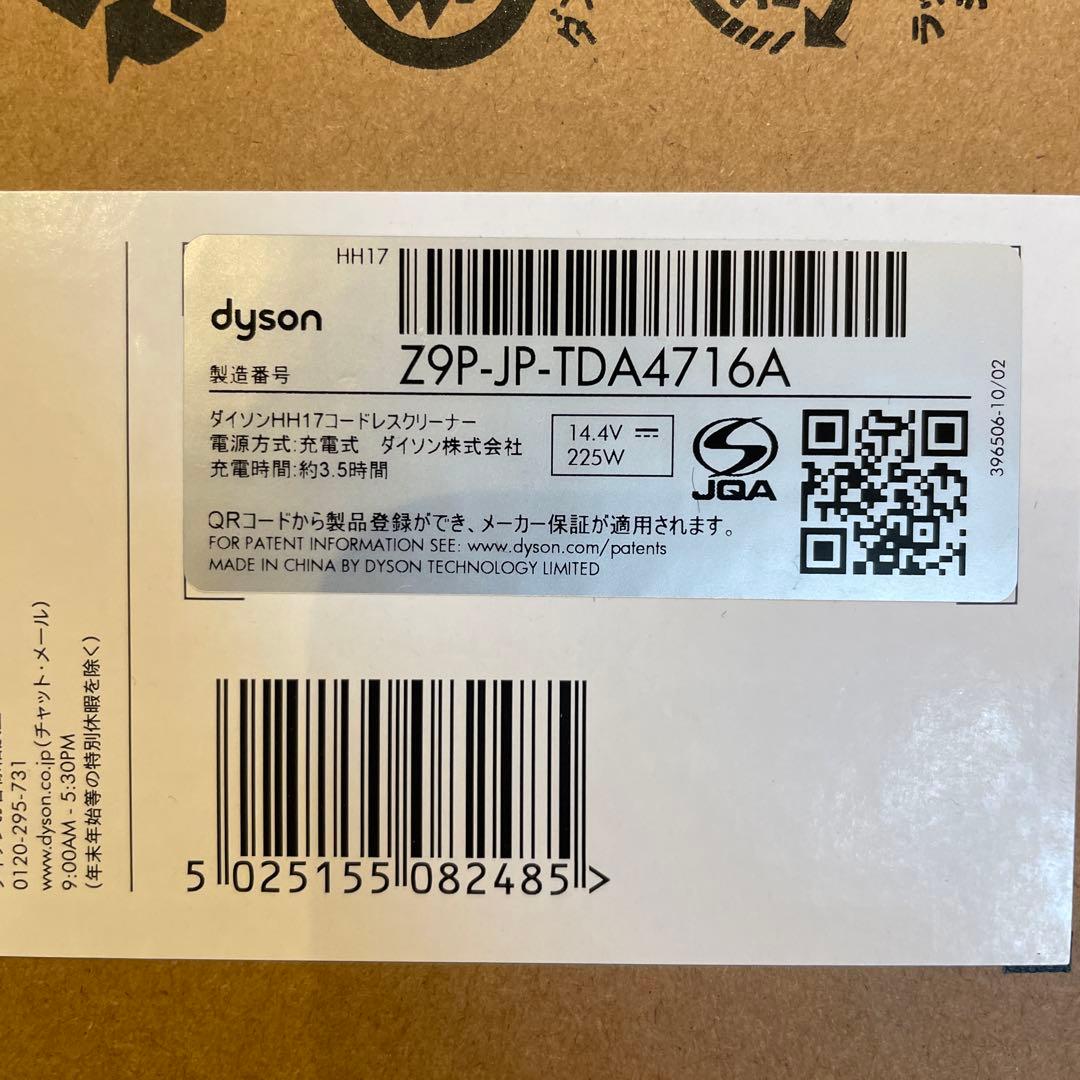 HH17
dyson
製造番号
Z9P-JP-TDA4716A
ダイソンHH17コードレスクリーナー
電源方式:充電式　ダイソン株式会社
充電時間:約3.5時間
14.4V
225W
JQA
396506-10/02
QRコードから製品登録ができ、メーカー保証が適用されます。
FOR PATENT INFORMATION SEE: www.dyson.com/patents
MADE IN CHINA BY DYSON TECHNOLOGY LIMITED
5 025155 082485 >
0120-295-731
www.dyson.co.jp(チャット・メール)
9:00AM - 5:30PM
(年末年始等の特別休暇を除く)